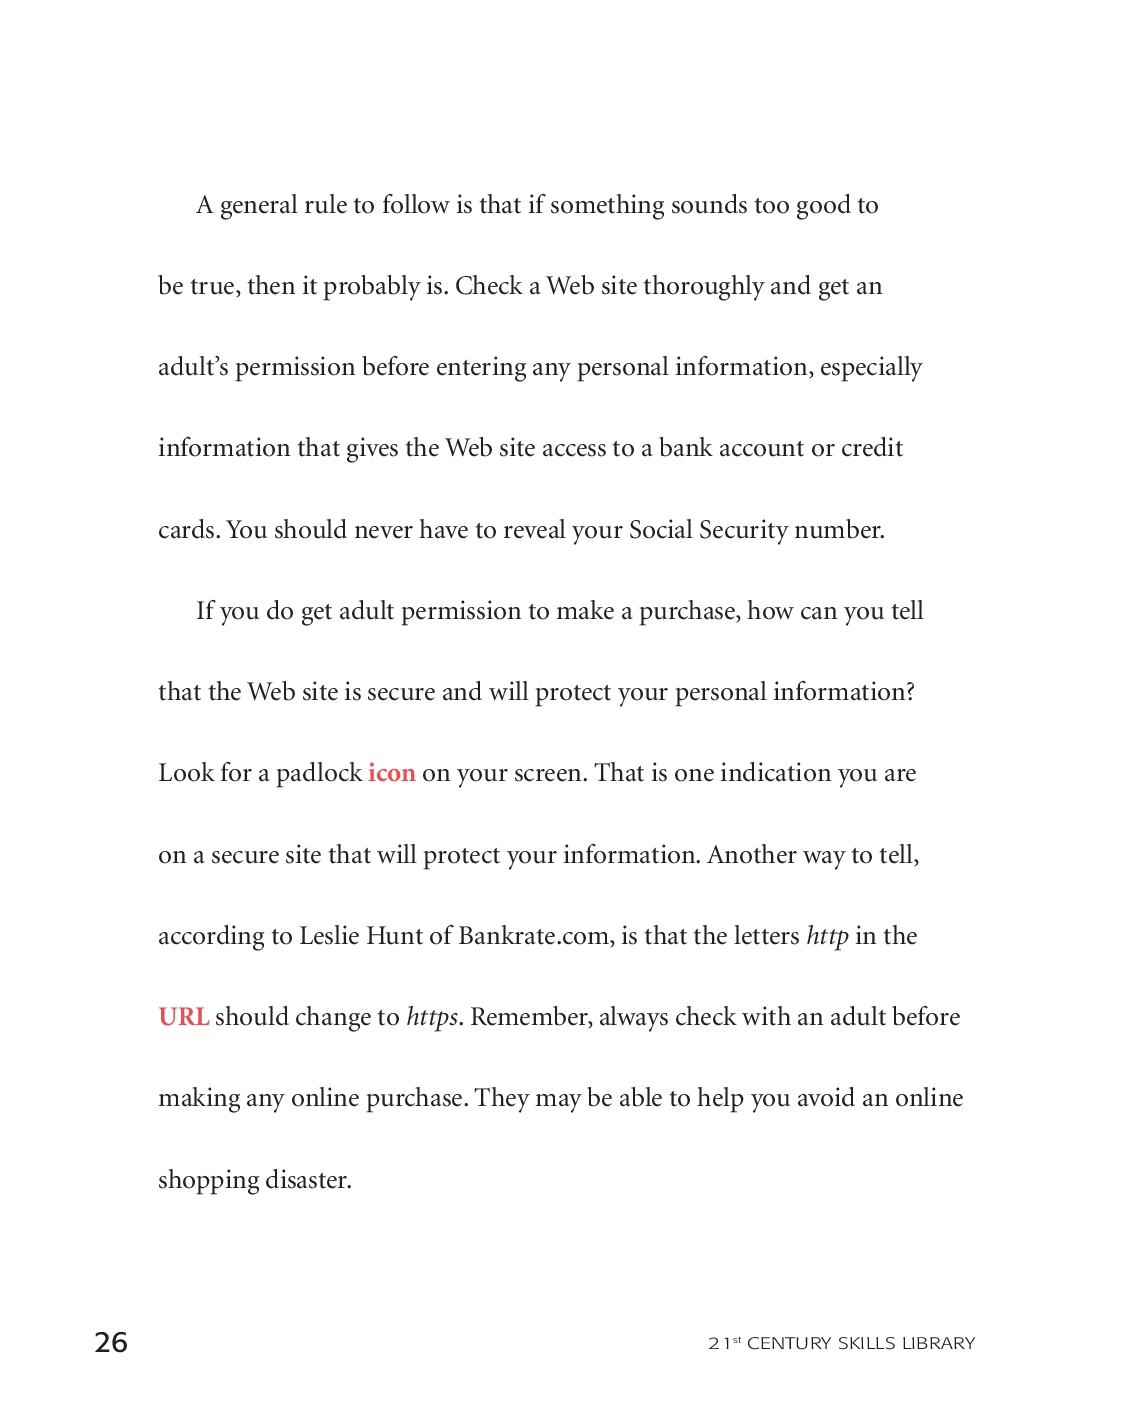 A general rule to follow is that if something sounds too good to
be true, then it probably is. Check a Web site thoroughly and get an
adult’s permission before entering any personal information, especially
information that gives the Web site access to a bank account or credit
cards. You should never have to reveal your Social Security number.
If you do get adult permission to make a purchase, how can you tell
that the Web site is secure and will protect your personal information?
Look for a padlock icon on your screen. That is one indication you are
on a secure site that will protect your information. Another way to tell,
according to Leslie Hunt of Bankrate.com, is that the letters http in the
URL should change to https. Remember, always check with an adult before
making any online purchase. They may be able to help you avoid an online
shopping disaster.
26
21st CENTURY SKILLS LIBRARY